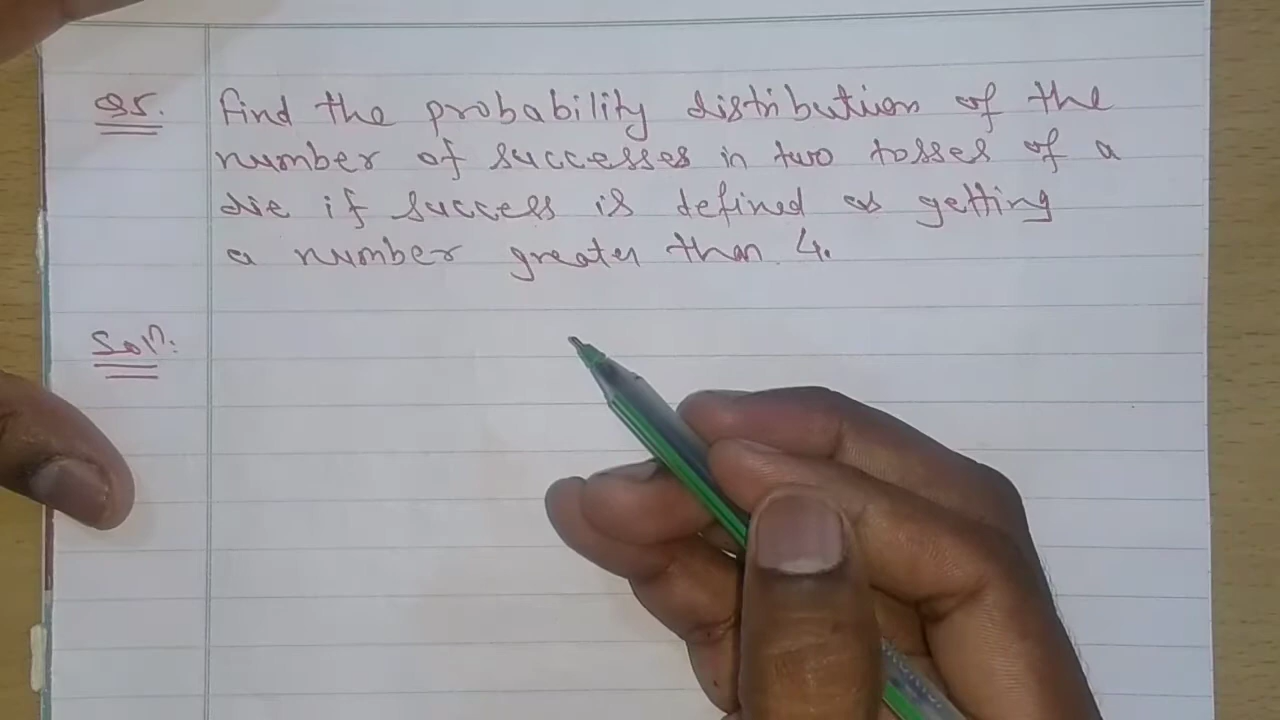 Q5. Find the probability distribution of the
number of successes in two tosses of a
die if success is defined as getting
a number greater than 4.
Solⁿ: